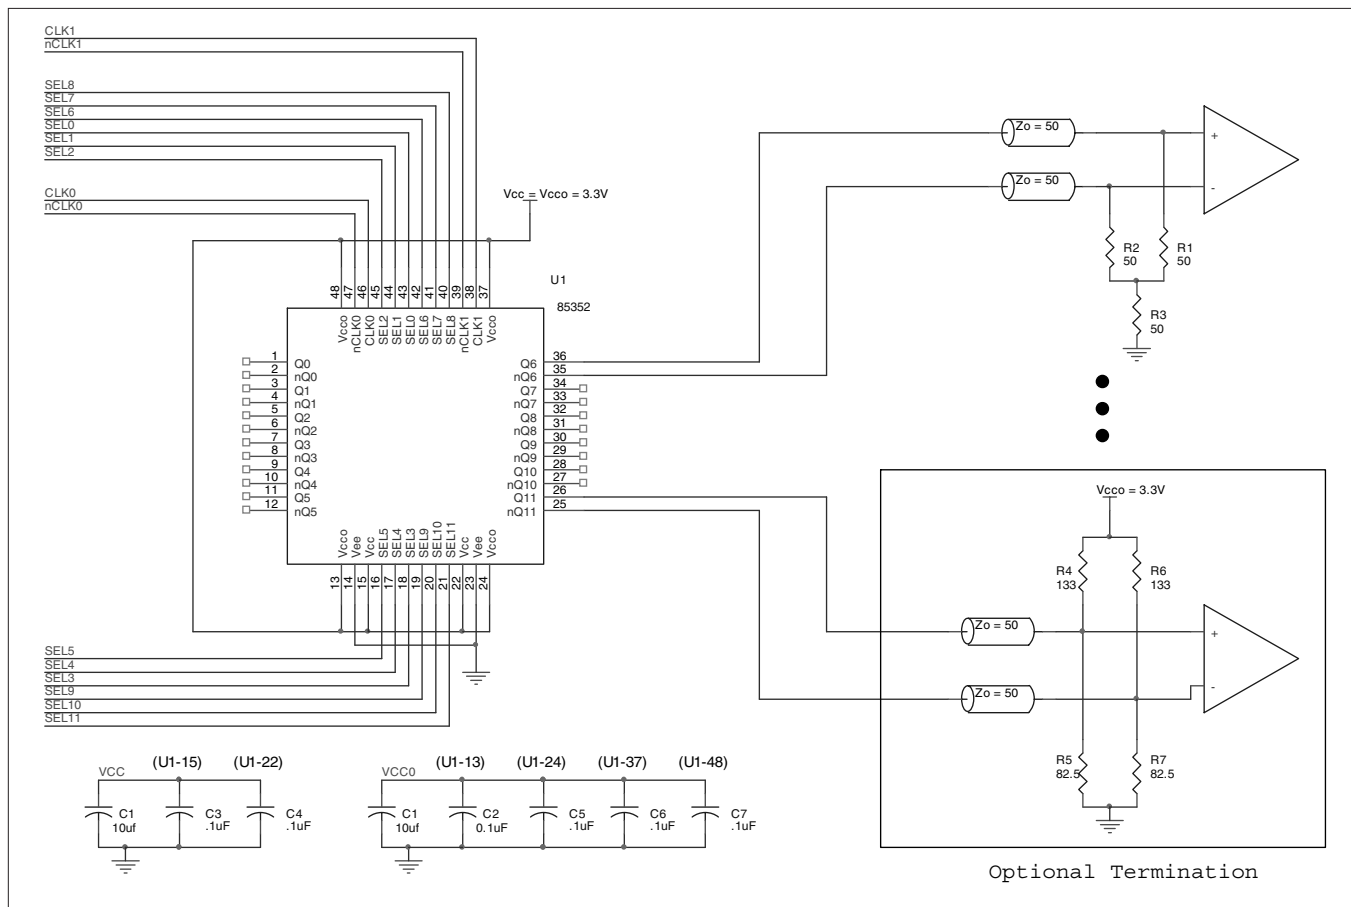 CLK1
nCLK1
SEL8
SEL7
SEL6
SEL0
SEL1
SEL2
CLK0
nCLK0
Vcc = Vcco = 3.3V
U1
85352
48
47
46
45
44
43
42
41
40
39
38
37
Vcco
nCLK0
CLK0
SEL2
SEL1
SEL0
SEL6
SEL7
SEL8
nCLK1
CLK1
Vcco
1 Q0
2 nQ0
3 Q1
4 nQ1
5 Q2
6 nQ2
7 Q3
8 nQ3
9 Q4
10 nQ4
11 Q5
12 nQ5
Q6 36
nQ6 35
Q7 34
nQ7 33
Q8 32
nQ8 31
Q9 30
nQ9 29
Q10 28
nQ10 27
Q11 26
nQ11 25
Vcco
Vee
Vcc
SEL5
SEL4
SEL3
SEL9
SEL10
SEL11
Vcc
Vee
Vcco
13
14
15
16
17
18
19
20
21
22
23
24
SEL5
SEL4
SEL3
SEL9
SEL10
SEL11
Zo = 50
+
Zo = 50
-
R2
50
R1
50
R3
50
Vcco = 3.3V
R4
133
R6
133
Zo = 50
+
Zo = 50
-
R5
82.5
R7
82.5
Optional Termination
VCC
(U1-15)
(U1-22)
C1
10uf
C3
.1uF
C4
.1uF
VCC0
(U1-13)
(U1-24)
(U1-37)
(U1-48)
C1
10uf
C2
0.1uF
C5
.1uF
C6
.1uF
C7
.1uF